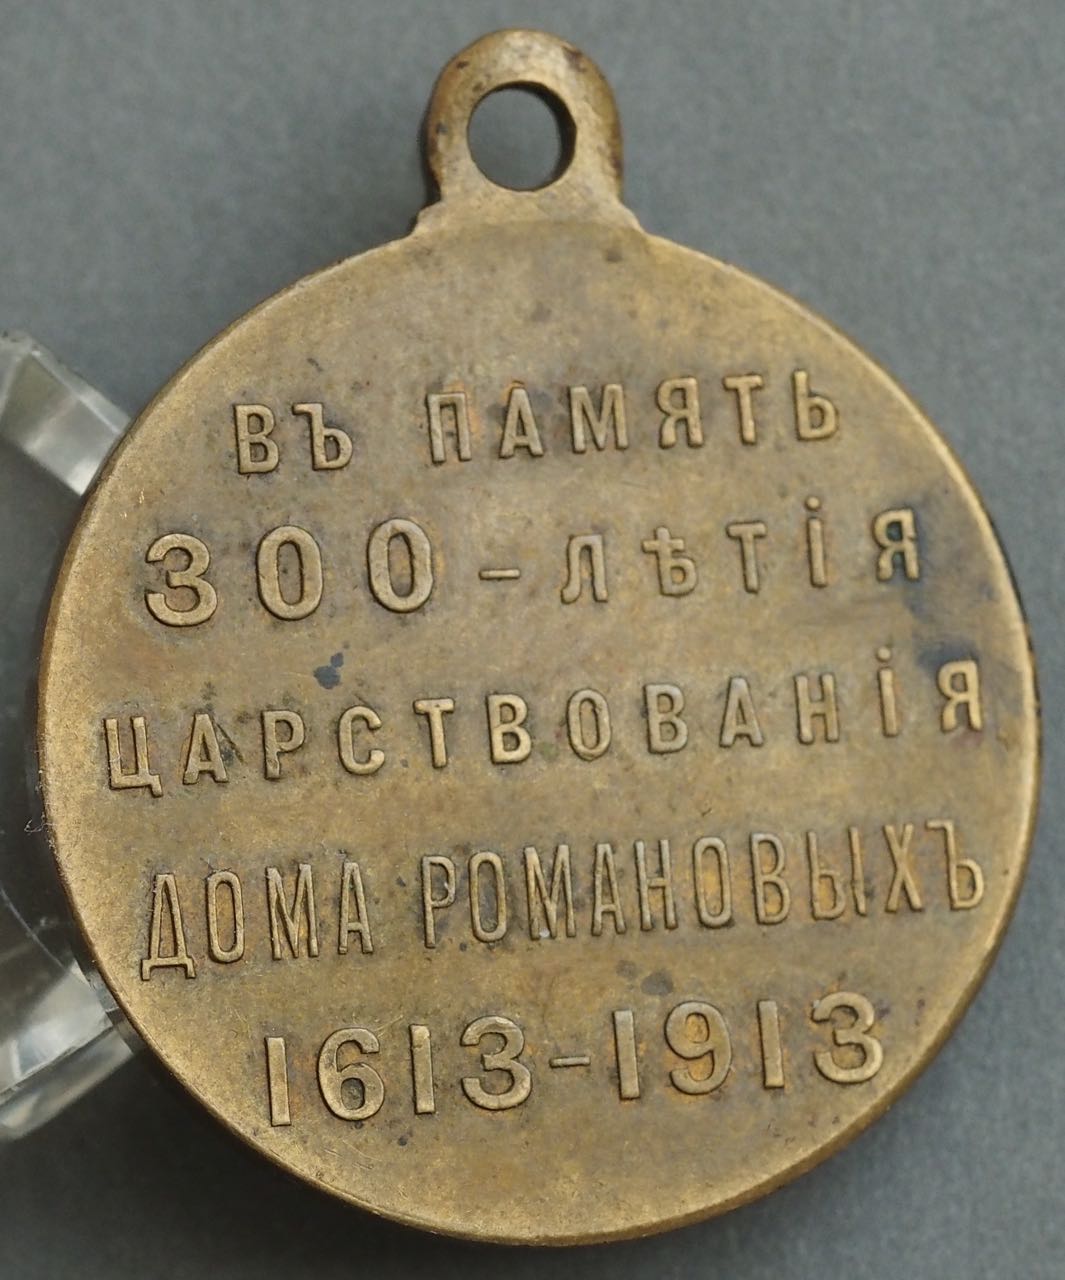 ВЪ ПАМЯТЬ
300-ЛѢТІЯ
ЦАРСТВОВАНІЯ
ДОМА РОМАНОВЫХЪ
1613-1913